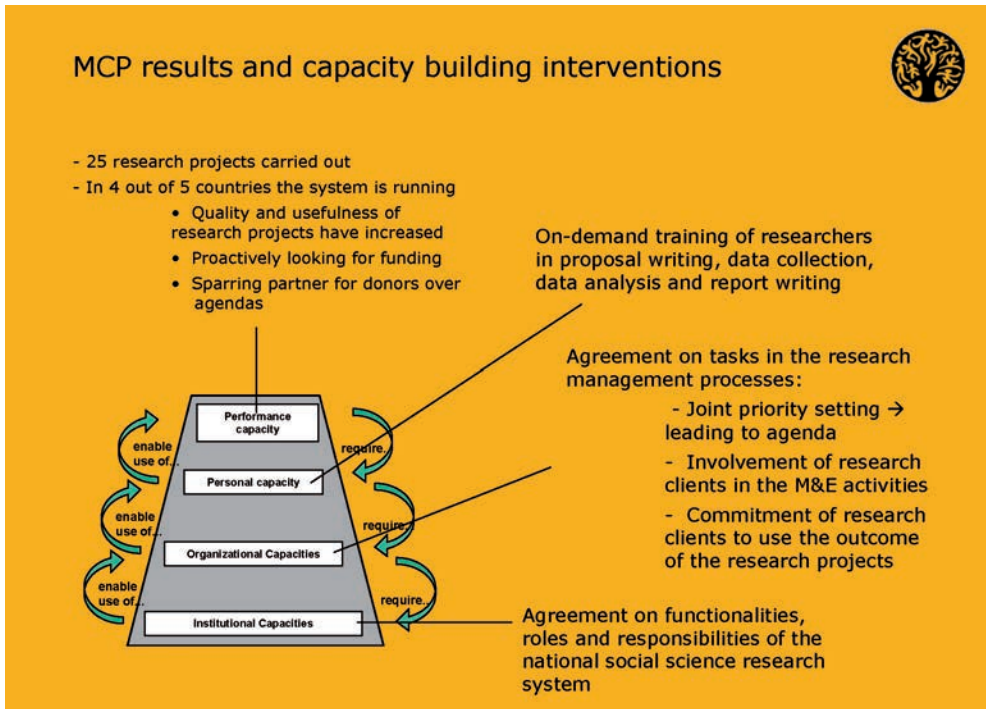 MCP results and capacity building interventions
- 25 research projects carried out
- In 4 out of 5 countries the system is running
• Quality and usefulness of
research projects have increased
• Proactively looking for funding
• Sparring partner for donors over
agendas
On-demand training of researchers
in proposal writing, data collection,
data analysis and report writing
Agreement on tasks in the research
management processes:
- Joint priority setting →
leading to agenda
- Involvement of research
clients in the M&E activities
- Commitment of research
clients to use the outcome
of the research projects
Performance
capacity
enable
use of...
require..
Personal capacity
enable
use of...
require..
Organizational Capacities
enable
use of...
require..
Institutional Capacities
Agreement on functionalities,
roles and responsibilities of the
national social science research
system